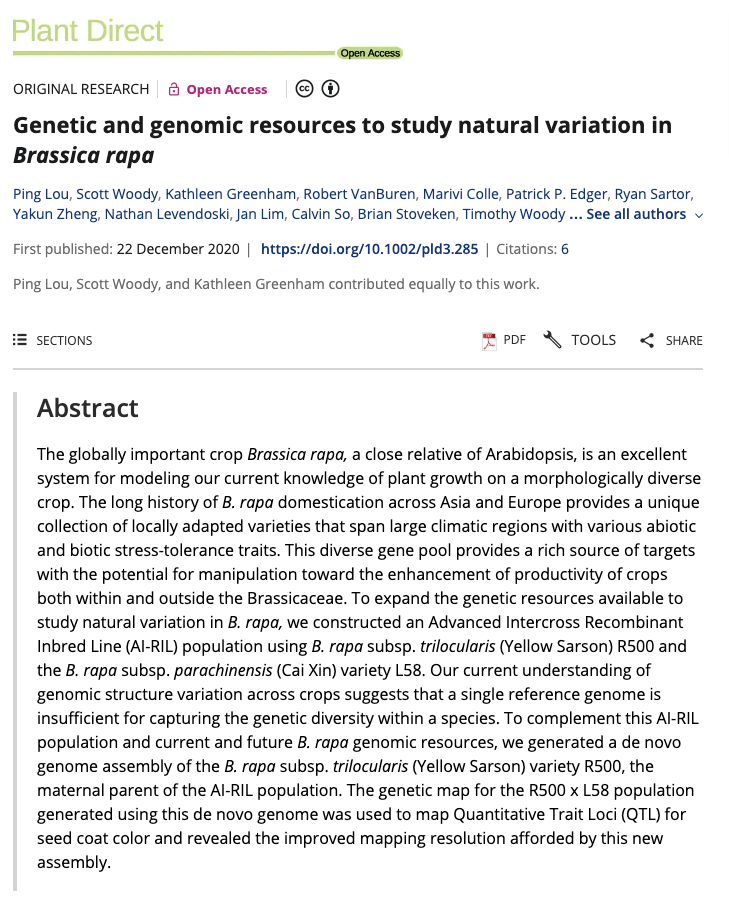 Plant Direct
Open Access
ORIGINAL RESEARCH Open Access cc
Genetic and genomic resources to study natural variation in
Brassica rapa
Ping Lou, Scott Woody, Kathleen Greenham, Robert VanBuren, Marivi Colle, Patrick P. Edger, Ryan Sartor,
Yakun Zheng, Nathan Levendoski, Jan Lim, Calvin So, Brian Stoveken, Timothy Woody ... See all authors
First published: 22 December 2020 | https://doi.org/10.1002/pld3.285 | Citations: 6
Ping Lou, Scott Woody, and Kathleen Greenham contributed equally to this work.
SECTIONS PDF TOOLS SHARE
Abstract
The globally important crop Brassica rapa, a close relative of Arabidopsis, is an excellent
system for modeling our current knowledge of plant growth on a morphologically diverse
crop. The long history of B. rapa domestication across Asia and Europe provides a unique
collection of locally adapted varieties that span large climatic regions with various abiotic
and biotic stress-tolerance traits. This diverse gene pool provides a rich source of targets
with the potential for manipulation toward the enhancement of productivity of crops
both within and outside the Brassicaceae. To expand the genetic resources available to
study natural variation in B. rapa, we constructed an Advanced Intercross Recombinant
Inbred Line (AI-RIL) population using B. rapa subsp. trilocularis (Yellow Sarson) R500 and
the B. rapa subsp. parachinensis (Cai Xin) variety L58. Our current understanding of
genomic structure variation across crops suggests that a single reference genome is
insufficient for capturing the genetic diversity within a species. To complement this AI-RIL
population and current and future B. rapa genomic resources, we generated a de novo
genome assembly of the B. rapa subsp. trilocularis (Yellow Sarson) variety R500, the
maternal parent of the AI-RIL population. The genetic map for the R500 x L58 population
generated using this de novo genome was used to map Quantitative Trait Loci (QTL) for
seed coat color and revealed the improved mapping resolution afforded by this new
assembly.